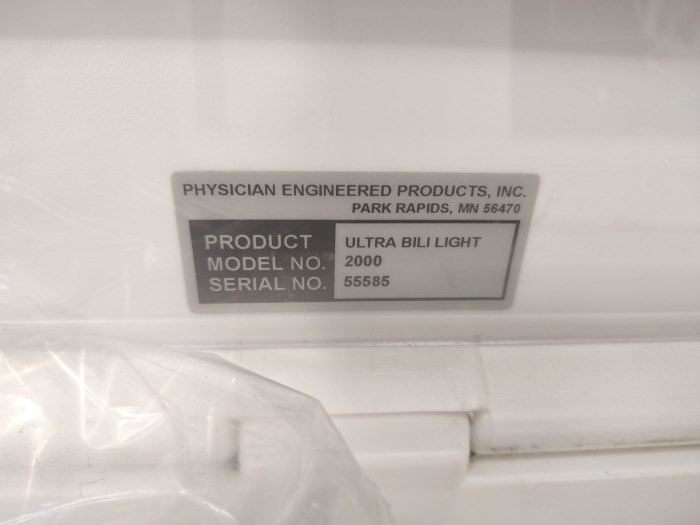 PHYSICIAN ENGINEERED PRODUCTS, INC.
PARK RAPIDS, MN 56470
PRODUCT ULTRA BILI LIGHT
MODEL NO. 2000
SERIAL NO. 55585